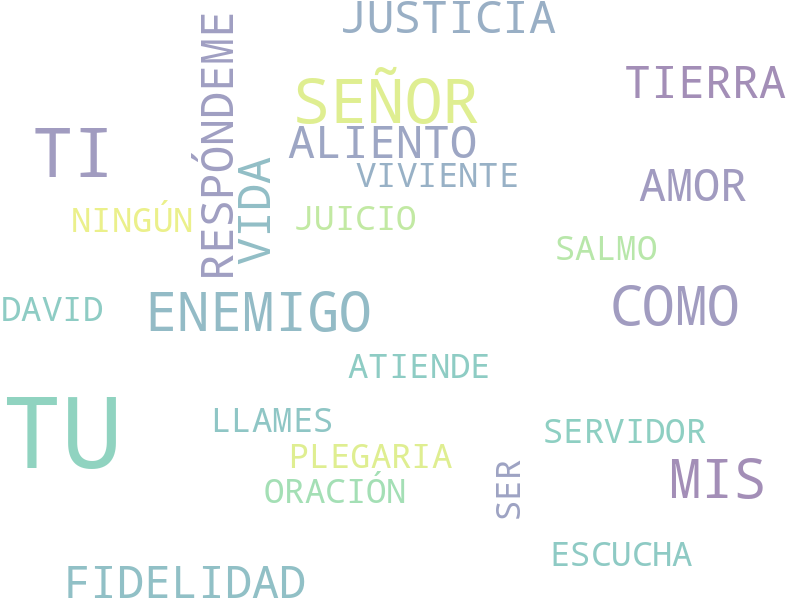 JUSTICIA
RESPÓNDEME
SEÑOR
TIERRA
TI
ALIENTO
VIDA
VIVIENTE
AMOR
NINGÚN
JUICIO
SALMO
DAVID
ENEMIGO
COMO
ATIENDE
TU
LLAMES
SERVIDOR
PLEGARIA
SER
MIS
ORACIÓN
ESCUCHA
FIDELIDAD